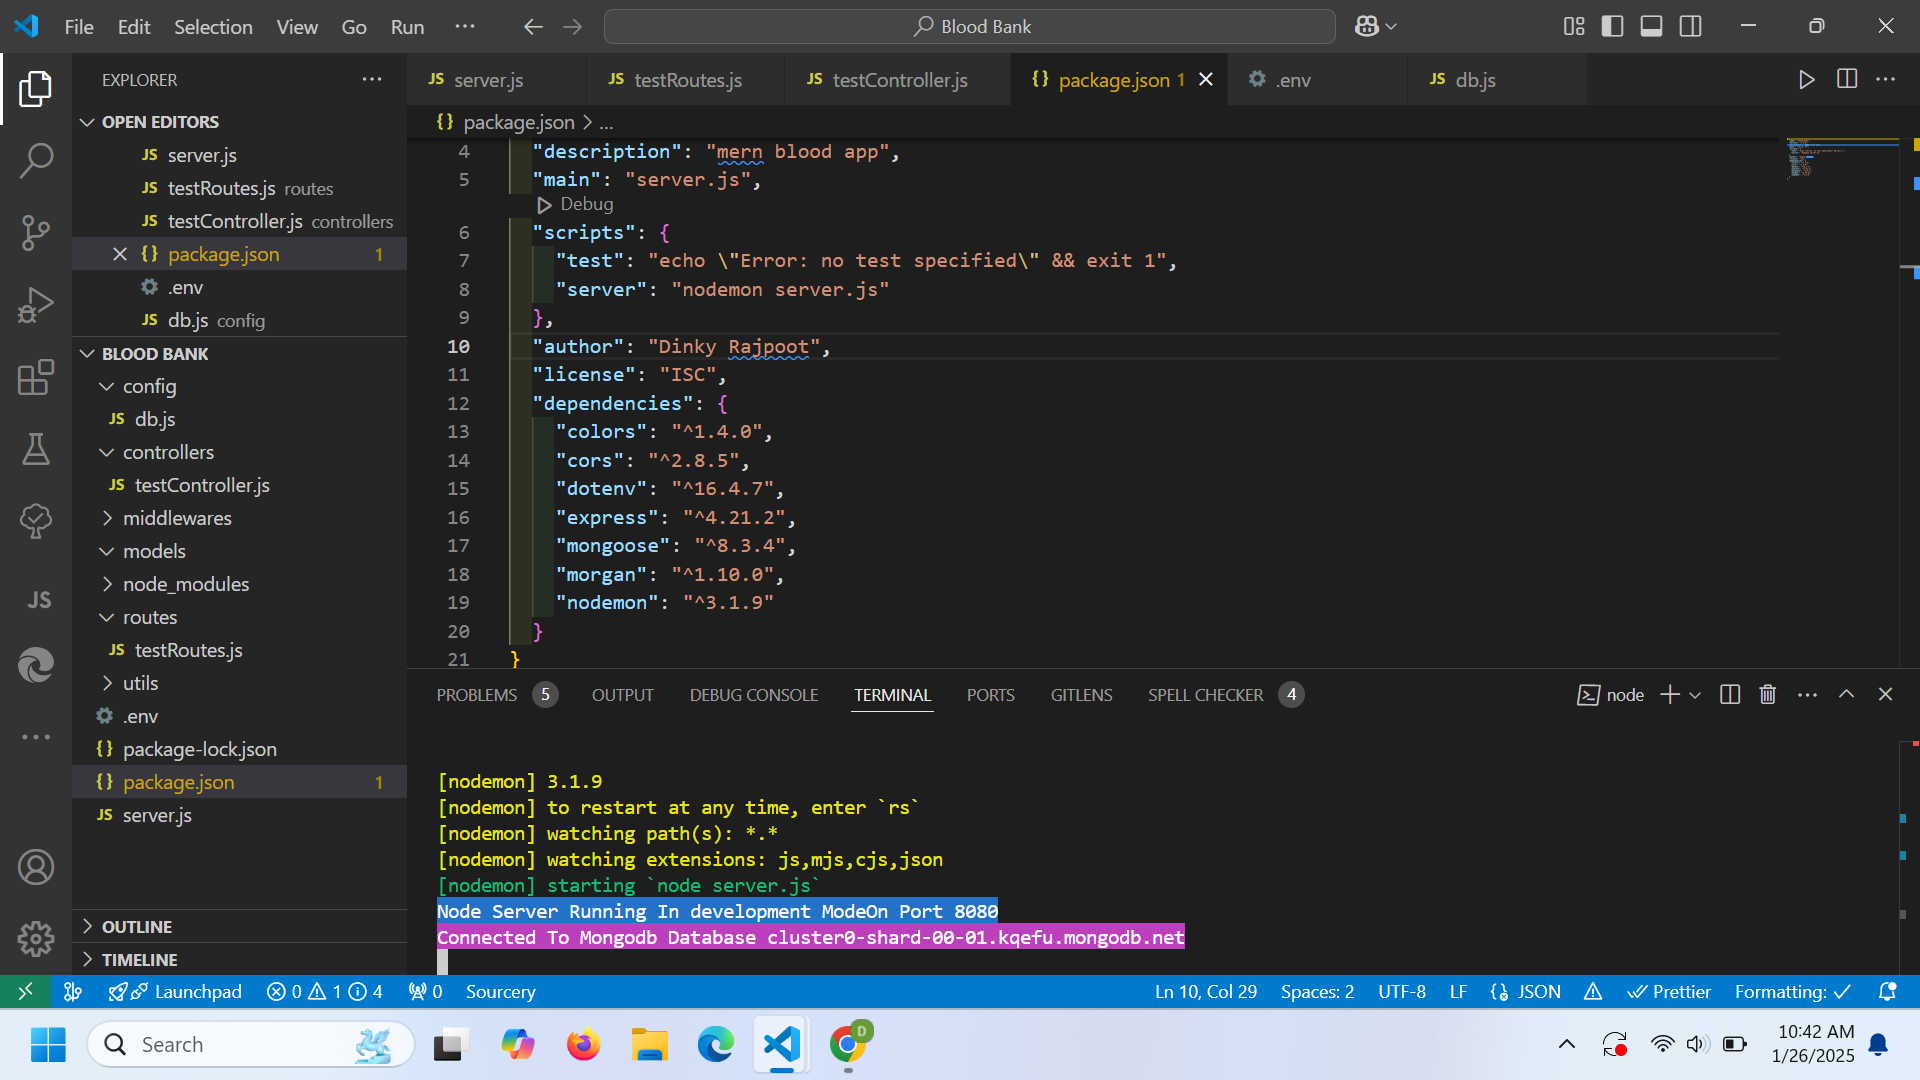 File Edit Selection View Go Run ··· Blood Bank
EXPLORER ···
OPEN EDITORS
JS server.js
JS testRoutes.js routes
JS testController.js controllers
{} package.json 1
.env
JS db.js config
BLOOD BANK
config
JS db.js
controllers
JS testController.js
middlewares
models
node_modules
routes
JS testRoutes.js
utils
.env
{} package-lock.json
{} package.json 1
JS server.js
OUTLINE
TIMELINE
JS
JS server.js JS testRoutes.js JS testController.js {} package.json 1 .env JS db.js
{} package.json > ...
4 "description": "mern blood app",
5 "main": "server.js",
Debug
6 "scripts": {
7 "test": "echo \"Error: no test specified\" && exit 1",
8 "server": "nodemon server.js"
9 },
10 "author": "Dinky Rajpoot",
11 "license": "ISC",
12 "dependencies": {
13 "colors": "^1.4.0",
14 "cors": "^2.8.5",
15 "dotenv": "^16.4.7",
16 "express": "^4.21.2",
17 "mongoose": "^8.3.4",
18 "morgan": "^1.10.0",
19 "nodemon": "^3.1.9"
20 }
21 }
PROBLEMS 5 OUTPUT DEBUG CONSOLE TERMINAL PORTS GITLENS SPELL CHECKER 4 node
[nodemon] 3.1.9
[nodemon] to restart at any time, enter `rs`
[nodemon] watching path(s): *.*
[nodemon] watching extensions: js,mjs,cjs,json
[nodemon] starting `node server.js`
Node Server Running In development ModeOn Port 8080
Connected To Mongodb Database cluster0-shard-00-01.kqefu.mongodb.net
Launchpad 0 1 4 0 Sourcery Ln 10, Col 29 Spaces: 2 UTF-8 LF {} JSON Prettier Formatting: ✓
Search D 10:42 AM
1/26/2025